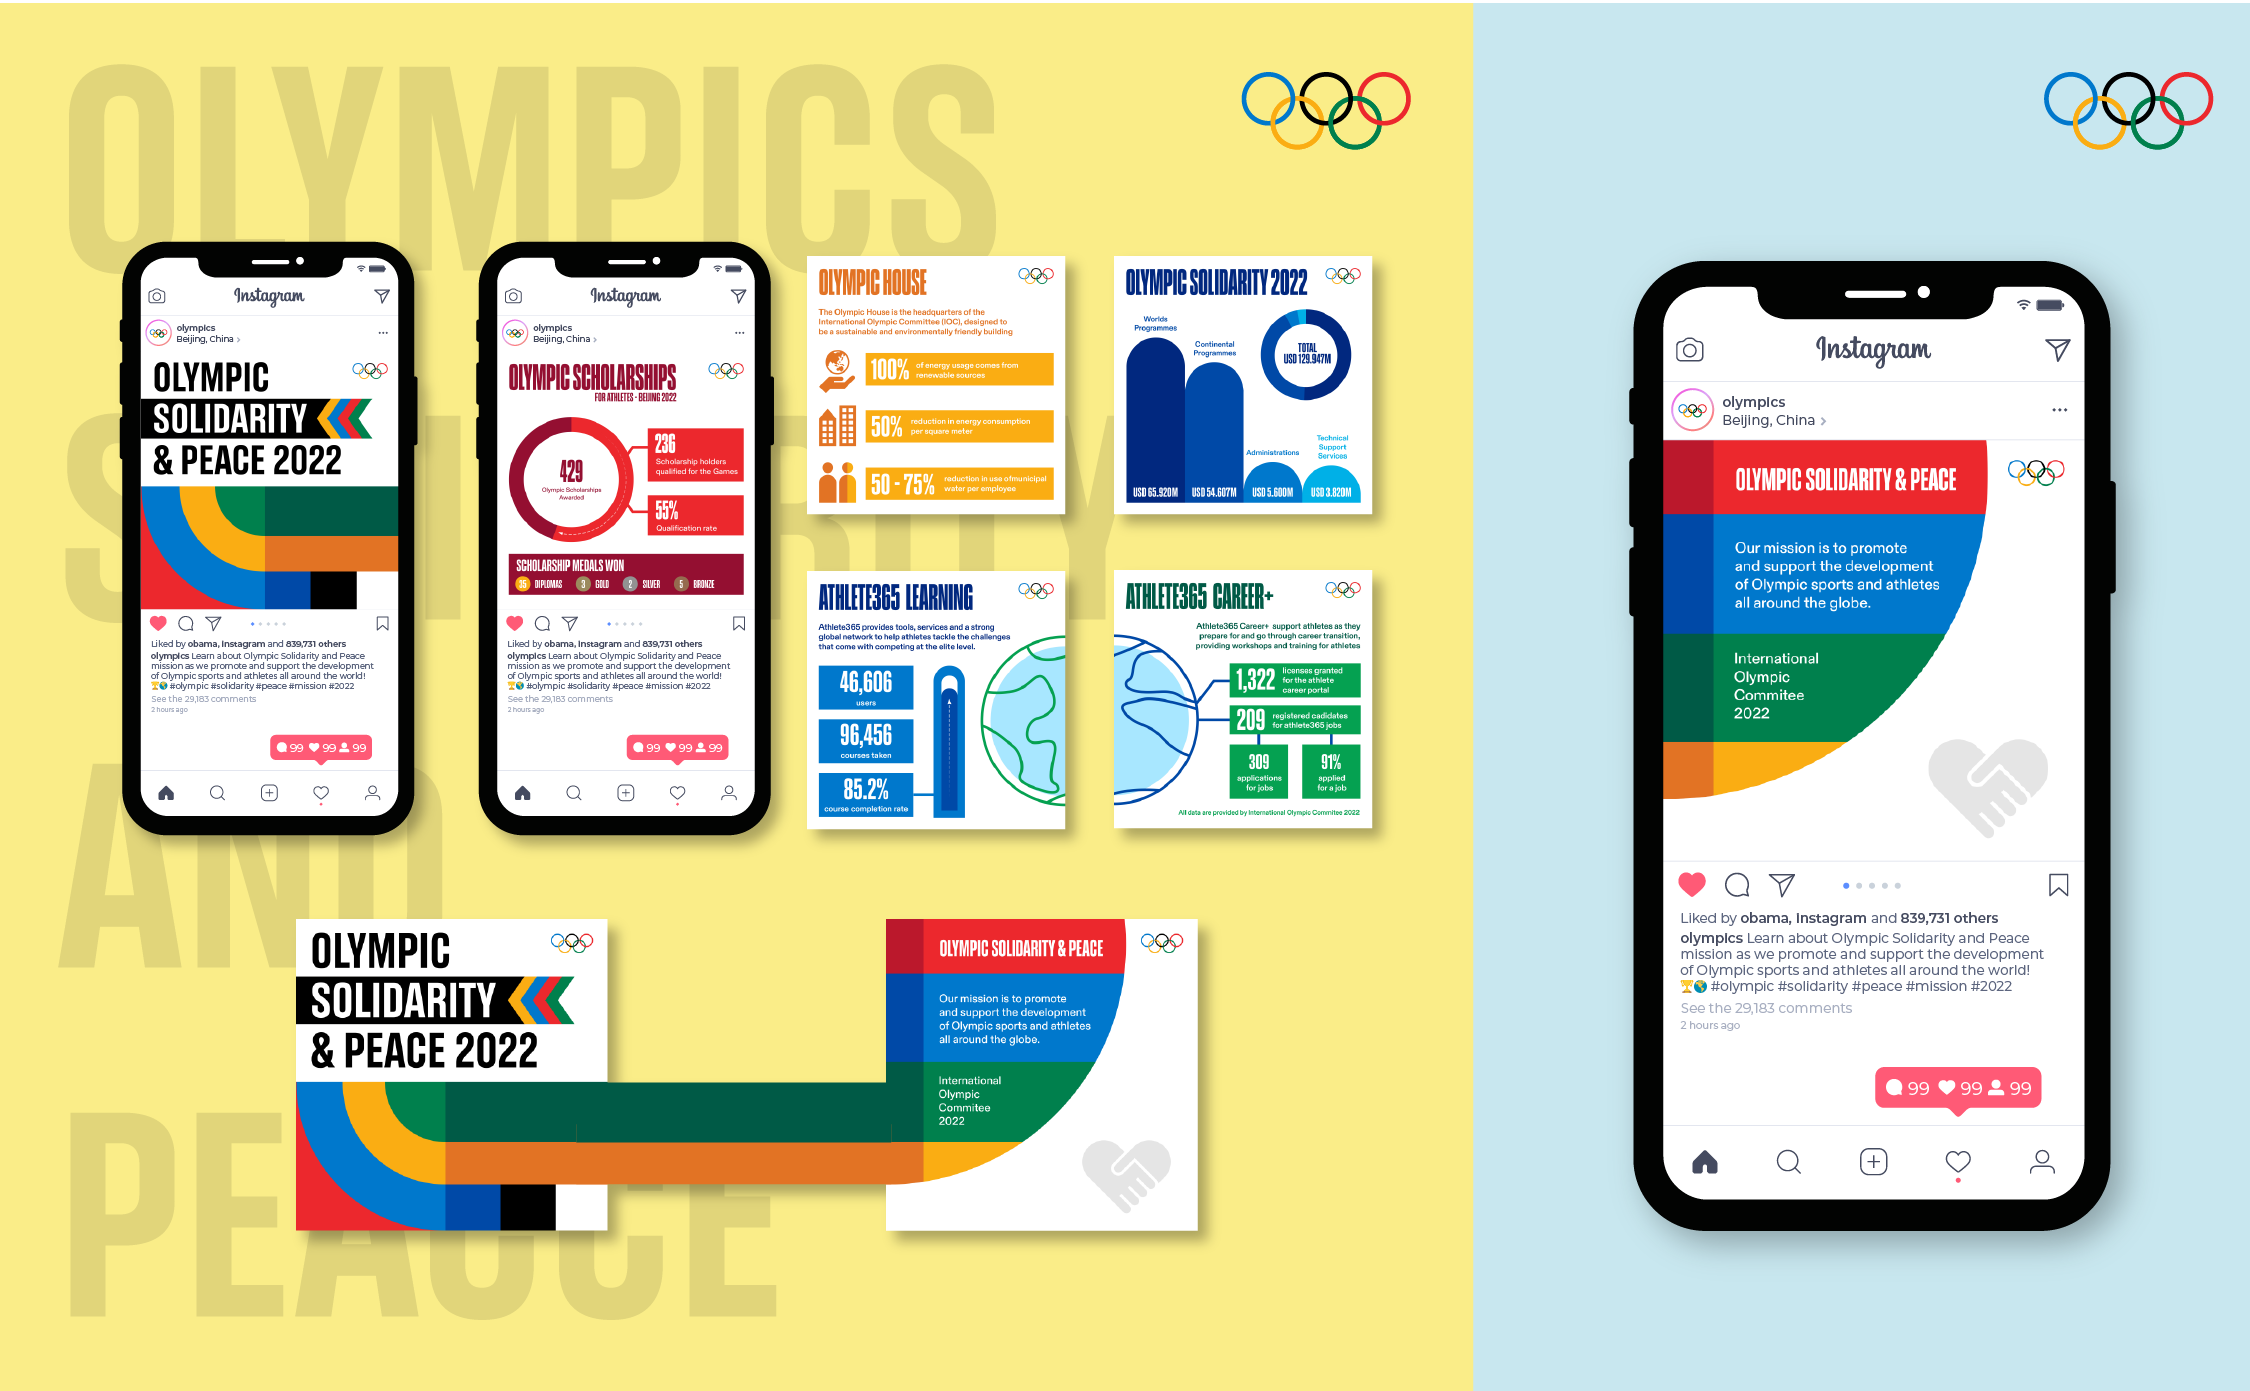 OLYMPICS
SOLIDARITY
AND
PEACCE
Instagram
olympics
Beijing, China >
OLYMPIC
SOLIDARITY
& PEACE 2022
Liked by obama, Instagram and 839,731 others
olympics Learn about Olympic Solidarity and Peace
mission as we promote and support the development
of Olympic sports and athletes all around the world!
🏆🌎 #olympic #solidarity #peace #mission #2022
See the 29,183 comments
2 hours ago
99 99 99
Instagram
olympics
Beijing, China >
OLYMPIC SCHOLARSHIPS
FOR ATHLETES - BEIJING 2022
429
Olympic Scholarships
Awarded
236
Scholarship holders
qualified for the Games
55%
Qualification rate
SCHOLARSHIP MEDALS WON
35 DIPLOMAS 3 GOLD 2 SILVER 5 BRONZE
Liked by obama, Instagram and 839,731 others
olympics Learn about Olympic Solidarity and Peace
mission as we promote and support the development
of Olympic sports and athletes all around the world!
🏆🌎 #olympic #solidarity #peace #mission #2022
See the 29,183 comments
2 hours ago
99 99 99
OLYMPIC HOUSE
The Olympic House is the headquarters of the
International Olympic Committee (IOC), designed to
be a sustainable and environmentally friendly building
100% of energy usage comes from
renewable sources
50% reduction in energy consumption
per square meter
50 - 75% reduction in use ofmunicipal
water per employee
OLYMPIC SOLIDARITY 2022
Worlds
Programmes
Continental
Programmes
TOTAL
USD 129.947M
Administrations
Technical
Support
Services
USD 65.920M USD 54.607M USD 5.600M USD 3.820M
ATHLETE365 LEARNING
Athlete365 provides tools, services and a strong
global network to help athletes tackle the challenges
that come with competing at the elite level.
46,606
users
96,456
courses taken
85.2%
course completion rate
ATHLETE365 CAREER+
Athlete365 Career+ support athletes as they
prepare for and go through career transition,
providing workshops and training for athletes
1,322 licenses granted
for the athlete
career portal
209 registered cadidates
for athlete365 jobs
309
applications
for jobs
91%
applied
for a job
All data are provided by International Olympic Commitee 2022
OLYMPIC
SOLIDARITY
& PEACE 2022
OLYMPIC SOLIDARITY & PEACE
Our mission is to promote
and support the development
of Olympic sports and athletes
all around the globe.
International
Olympic
Commitee
2022
Instagram
olympics
Beijing, China >
OLYMPIC SOLIDARITY & PEACE
Our mission is to promote
and support the development
of Olympic sports and athletes
all around the globe.
International
Olympic
Commitee
2022
Liked by obama, Instagram and 839,731 others
olympics Learn about Olympic Solidarity and Peace
mission as we promote and support the development
of Olympic sports and athletes all around the world!
🏆🌎 #olympic #solidarity #peace #mission #2022
See the 29,183 comments
2 hours ago
99 99 99